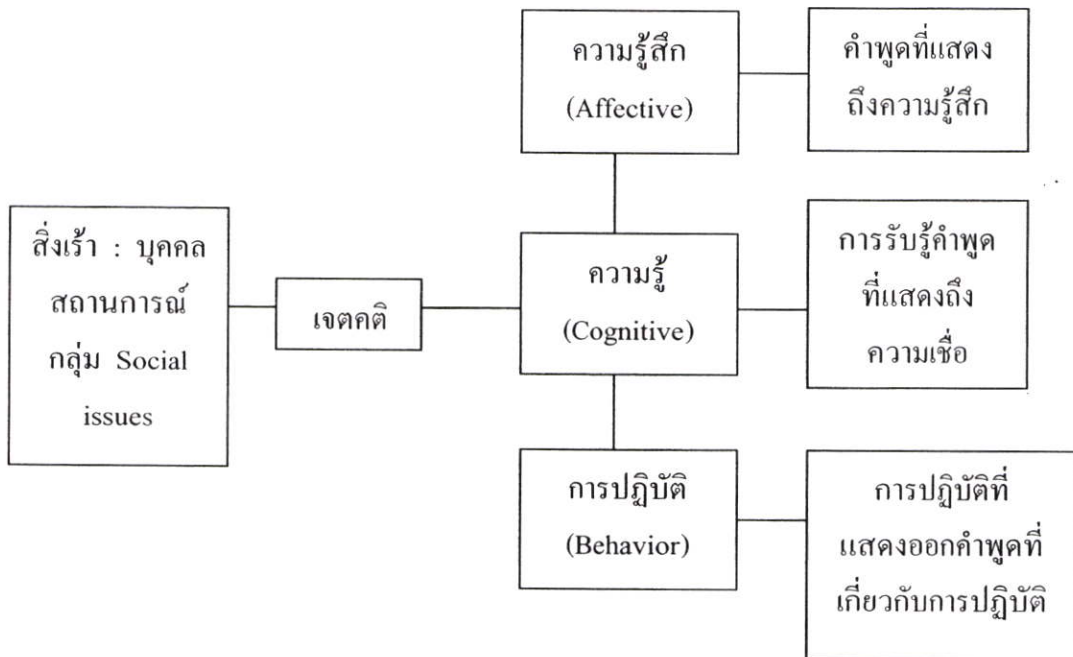 ความรู้สึก
(Affective)
คำพูดที่แสดง
ถึงความรู้สึก
สิ่งเร้า : บุคคล
สถานการณ์
กลุ่ม Social
issues
เจตคติ
ความรู้
(Cognitive)
การรับรู้คำพูด
ที่แสดงถึง
ความเชื่อ
การปฏิบัติ
(Behavior)
การปฏิบัติที่
แสดงออกคำพูดที่
เกี่ยวกับการปฏิบัติ